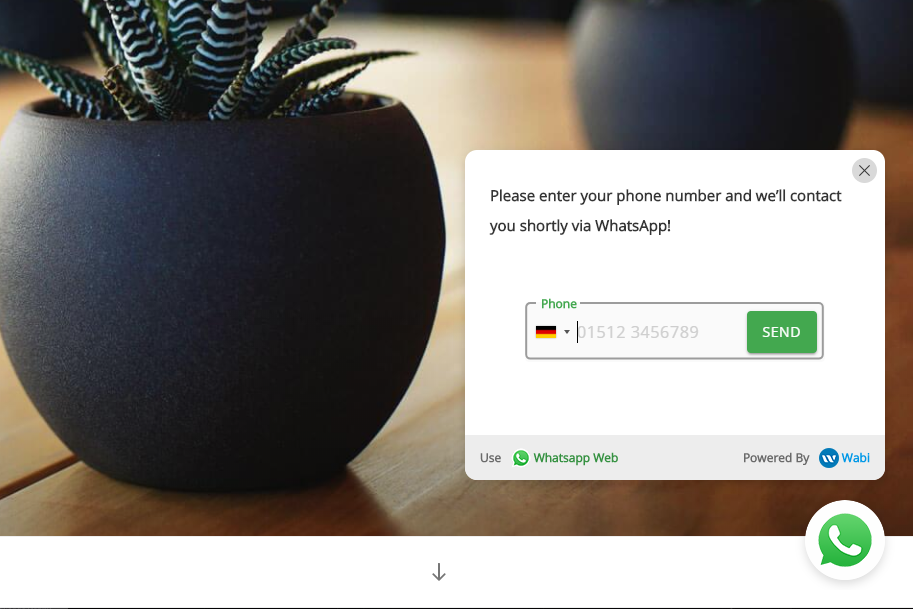 Please enter your phone number and we’ll contact
you shortly via WhatsApp!
Phone
01512 3456789
SEND
Use Whatsapp Web
Powered By Wabi